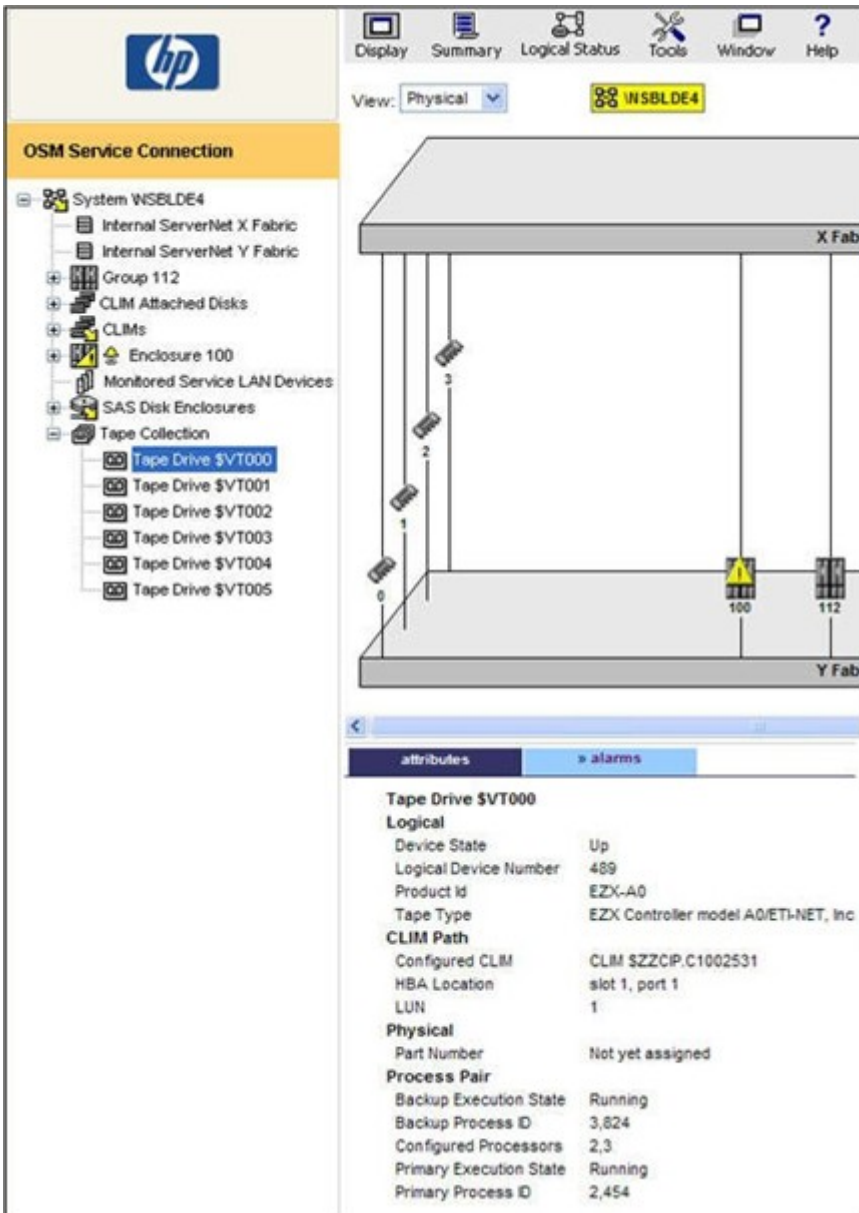 hp
Display Summary Logical Status Tools Window Help
View: Physical \NSBLDE4
OSM Service Connection
System \NSBLDE4
Internal ServerNet X Fabric
Internal ServerNet Y Fabric
Group 112
CLIM Attached Disks
CLIMs
Enclosure 100
Monitored Service LAN Devices
SAS Disk Enclosures
Tape Collection
Tape Drive $VT000
Tape Drive $VT001
Tape Drive $VT002
Tape Drive $VT003
Tape Drive $VT004
Tape Drive $VT005
X Fab
3
2
1
0
100 112
Y Fab
attributes » alarms
Tape Drive $VT000
Logical
Device State Up
Logical Device Number 489
Product Id EZX-A0
Tape Type EZX Controller model A0/ETI-NET, Inc
CLIM Path
Configured CLIM CLIM $ZZCIP.C1002531
HBA Location slot 1, port 1
LUN 1
Physical
Part Number Not yet assigned
Process Pair
Backup Execution State Running
Backup Process ID 3,824
Configured Processors 2,3
Primary Execution State Running
Primary Process ID 2,454